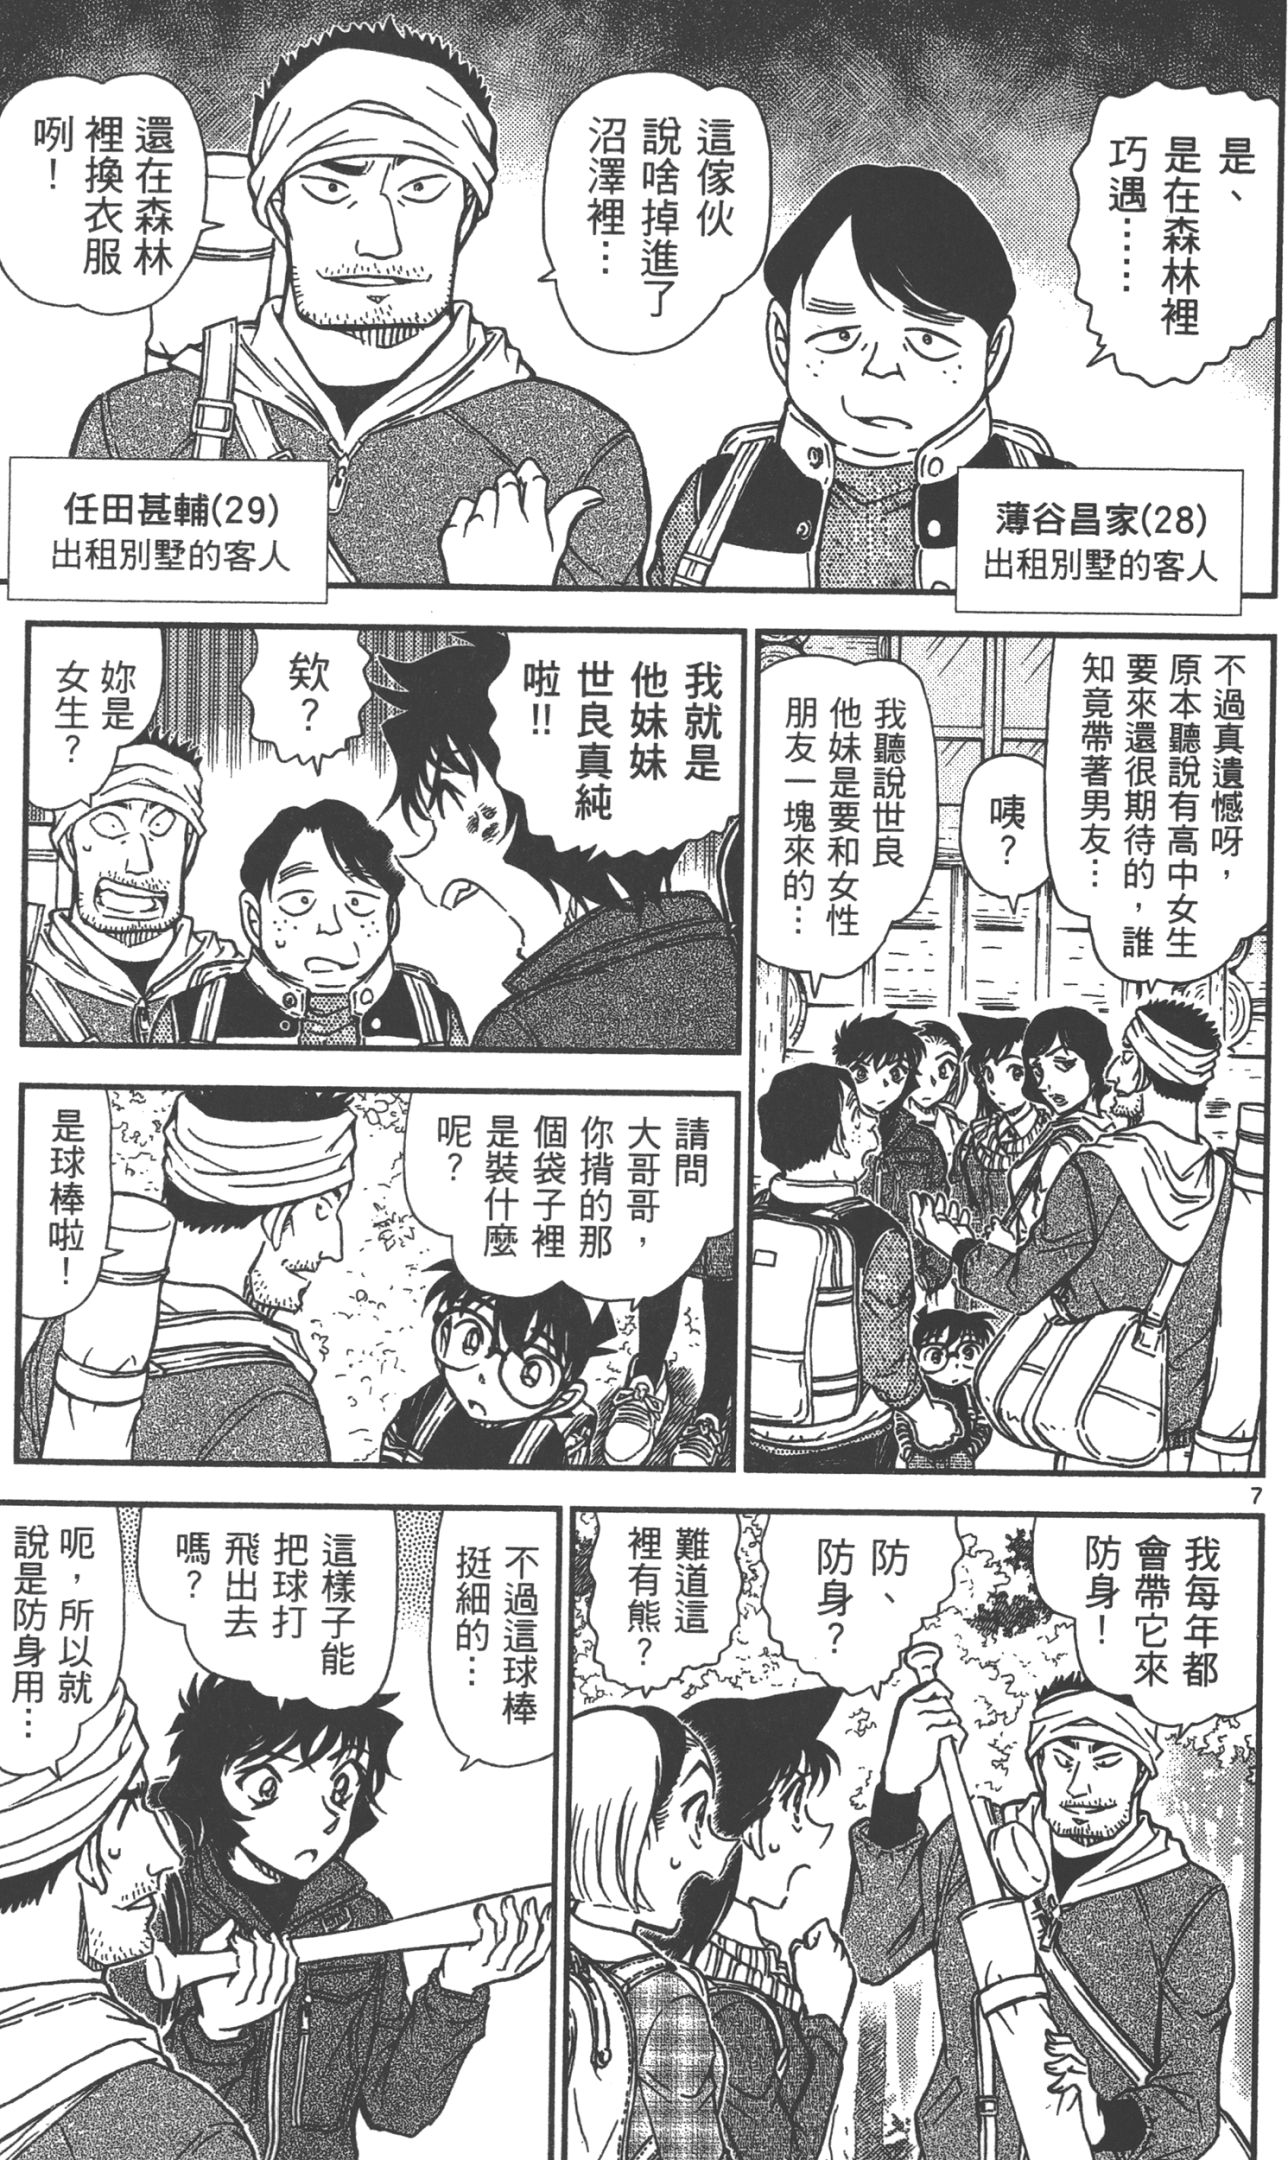 是、
是在森林裡
巧遇……
這傢伙
說啥掉進了
沼澤裡…
還在森林
裡換衣服
咧！
薄谷昌家(28)
出租別墅的客人
任田甚輔(29)
出租別墅的客人
不過真遺憾呀，
原本聽說有高中女生
要來還很期待的，誰
知竟帶著男友…
咦？
我聽說世良
他妹是要和女性
朋友一塊來的…
我就是
他妹妹
世良真純
啦!!
欸？
妳是
女生？
請問
大哥哥，
你揹的那
個袋子裡
是裝什麼
呢？
是球棒啦！
7
我每年都
會帶它來
防身！
防、
防身？
難道這
裡有熊？
不過這球棒
挺細的…
這樣子能
把球打
飛出去
嗎？
呃，所以就
說是防身用…